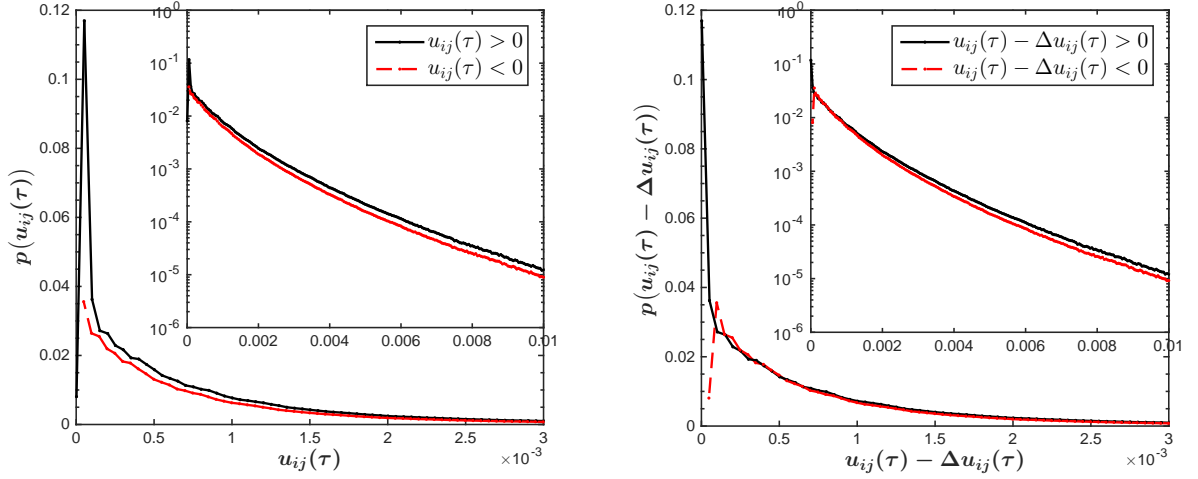 0.12
0.1
0.08
0.06
0.04
0.02
0
p(u_{ij}(τ))
0 0.5 1 1.5 2 2.5 3
×10^{-3}
u_{ij}(τ)
10^{0}
10^{-1}
10^{-2}
10^{-3}
10^{-4}
10^{-5}
10^{-6}
0 0.002 0.004 0.006 0.008 0.01
u_{ij}(τ) > 0
u_{ij}(τ) < 0
0.12
0.1
0.08
0.06
0.04
0.02
0
p(u_{ij}(τ) − Δu_{ij}(τ))
0 0.5 1 1.5 2 2.5 3
×10^{-3}
u_{ij}(τ) − Δu_{ij}(τ)
10^{0}
10^{-1}
10^{-2}
10^{-3}
10^{-4}
10^{-5}
10^{-6}
0 0.002 0.004 0.006 0.008 0.01
u_{ij}(τ) − Δu_{ij}(τ) > 0
u_{ij}(τ) − Δu_{ij}(τ) < 0